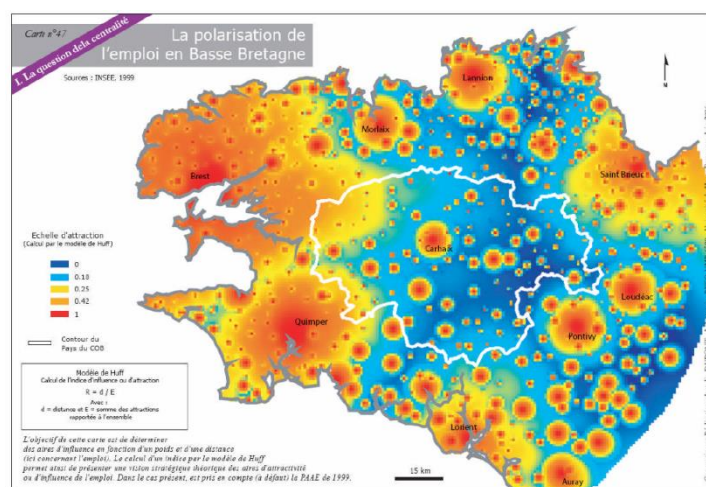 Carte n°47
La polarisation de
l'emploi en Basse Bretagne
1. La question dela centralité
Sources : INSEE, 1999
N
Lannion
Morlaix
Saint Brieuc
Brest
Carhaix
Loudéac
Quimper
Pontivy
Lorient
Auray
Echelle d'attraction
(Calcul par le modèle de Huff)
0
0.18
0.25
0.42
1
Contour du
Pays du COB
Modèle de Huff
Calcul de l'indice d'influence ou d'attraction
R = d / E
Avec :
d = distance et E = somme des attractions
rapportée à l'ensemble
L'objectif de cette carte est de déterminer
des aires d'influence en fonction d'un poids et d'une distance
(ici concernant l'emploi). Le calcul d'un indice par le modèle de Huff
permet ainsi de présenter une vision stratégique théorique des aires d'attractivité
ou d'influence de l'emploi. Dans le cas présent, est pris en compte (à défaut) la PAAE de 1999.
15 km